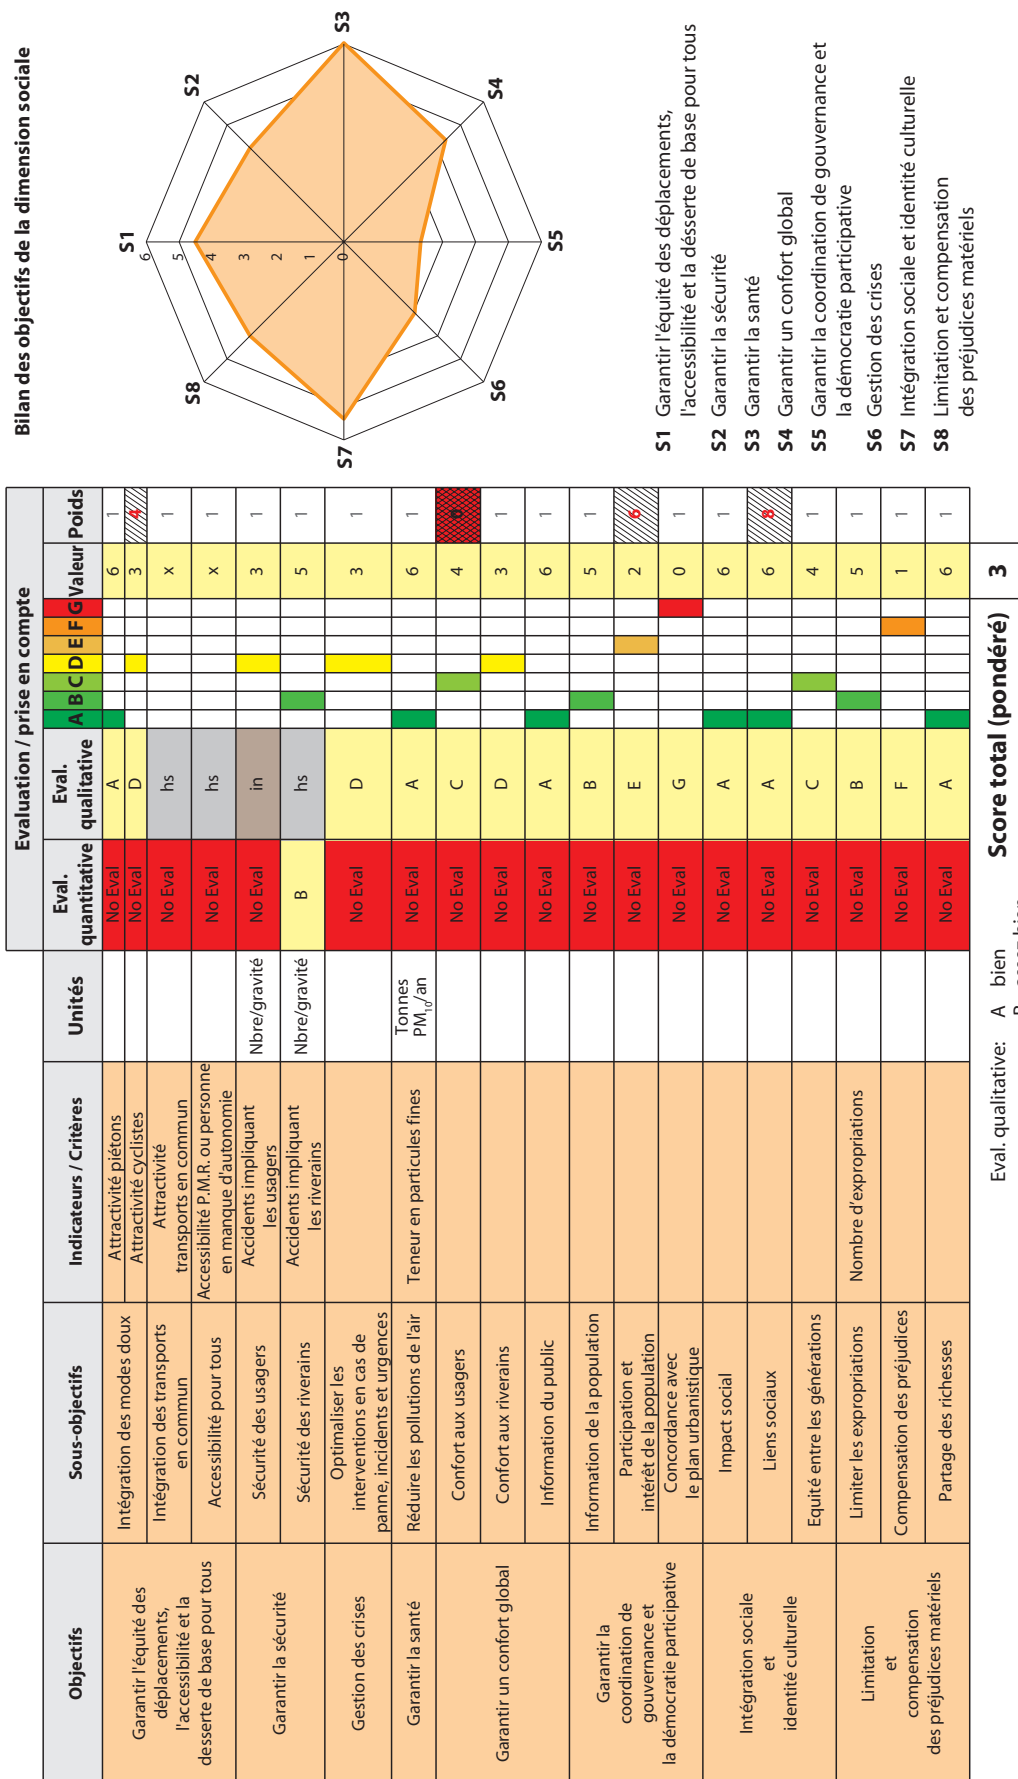 Evaluation / prise en compte
Objectifs
Sous-objectifs
Indicateurs / Critères
Unités
Eval.
quantitative
Eval.
qualitative
A B C D E F G Valeur Poids
Garantir l'équité des
déplacements,
l'accessibilité et la
desserte de base pour tous
Intégration des modes doux
Attractivité piétons No Eval A 6 1
Attractivité cyclistes No Eval D 3 4
Intégration des transports
en commun
Attractivité
transports en commun
No Eval hs x 1
Accessibilité pour tous
Accessibilité P.M.R. ou personne
en manque d'autonomie
No Eval hs x 1
Garantir la sécurité
Sécurité des usagers
Accidents impliquant
les usagers
Nbre/gravité No Eval in 3 1
Sécurité des riverains
Accidents impliquant
les riverains
Nbre/gravité B hs 5 1
Gestion des crises
Optimaliser les
interventions en cas de
panne, incidents et urgences
No Eval D 3 1
Garantir la santé
Réduire les pollutions de l'air
Teneur en particules fines
Tonnes
PM₁₀/an
No Eval A 6 1
Garantir un confort global
Confort aux usagers No Eval C 4
Confort aux riverains No Eval D 3 1
Information du public No Eval A 6 1
Garantir la
coordination de
gouvernance et
la démocratie participative
Information de la population No Eval B 5 1
Participation et
intérêt de la population
No Eval E 2 6
Concordance avec
le plan urbanistique
No Eval G 0 1
Intégration sociale
et
identité culturelle
Impact social No Eval A 6 1
Liens sociaux No Eval A 6 8
Equité entre les générations No Eval C 4 1
Limitation
et
compensation
des préjudices matériels
Limiter les expropriations Nombre d'expropriations No Eval B 5 1
Compensation des préjudices No Eval F 1 1
Partage des richesses No Eval A 6 1
Score total (pondéré) 3
Eval. qualitative: A bien
Bilan des objectifs de la dimension sociale
S1
S2
S3
S4
S5
S6
S7
S8
6
5
4
3
2
1
0
S1 Garantir l'équité des déplacements,
l'accessibilité et la désserte de base pour tous
S2 Garantir la sécurité
S3 Garantir la santé
S4 Garantir un confort global
S5 Garantir la coordination de gouvernance et
la démocratie participative
S6 Gestion des crises
S7 Intégration sociale et identité culturelle
S8 Limitation et compensation
des préjudices matériels